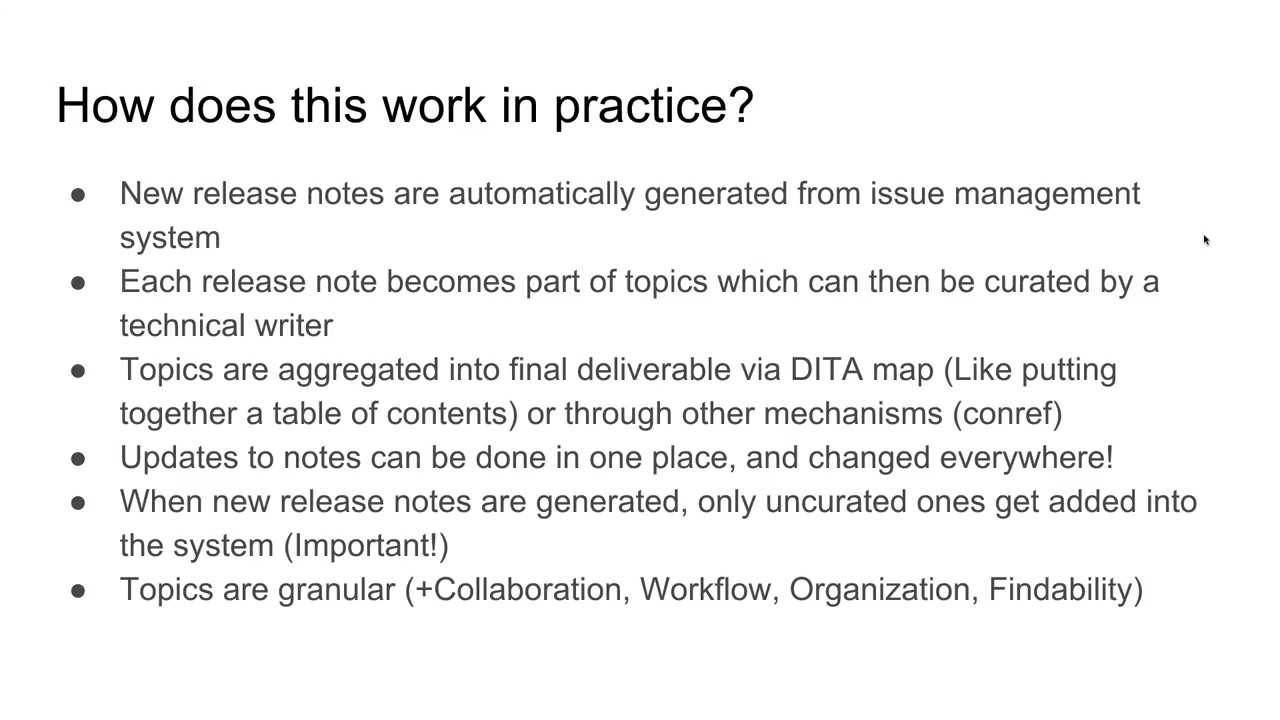 How does this work in practice?
● New release notes are automatically generated from issue management
system
● Each release note becomes part of topics which can then be curated by a
technical writer
● Topics are aggregated into final deliverable via DITA map (Like putting
together a table of contents) or through other mechanisms (conref)
● Updates to notes can be done in one place, and changed everywhere!
● When new release notes are generated, only uncurated ones get added into
the system (Important!)
● Topics are granular (+Collaboration, Workflow, Organization, Findability)